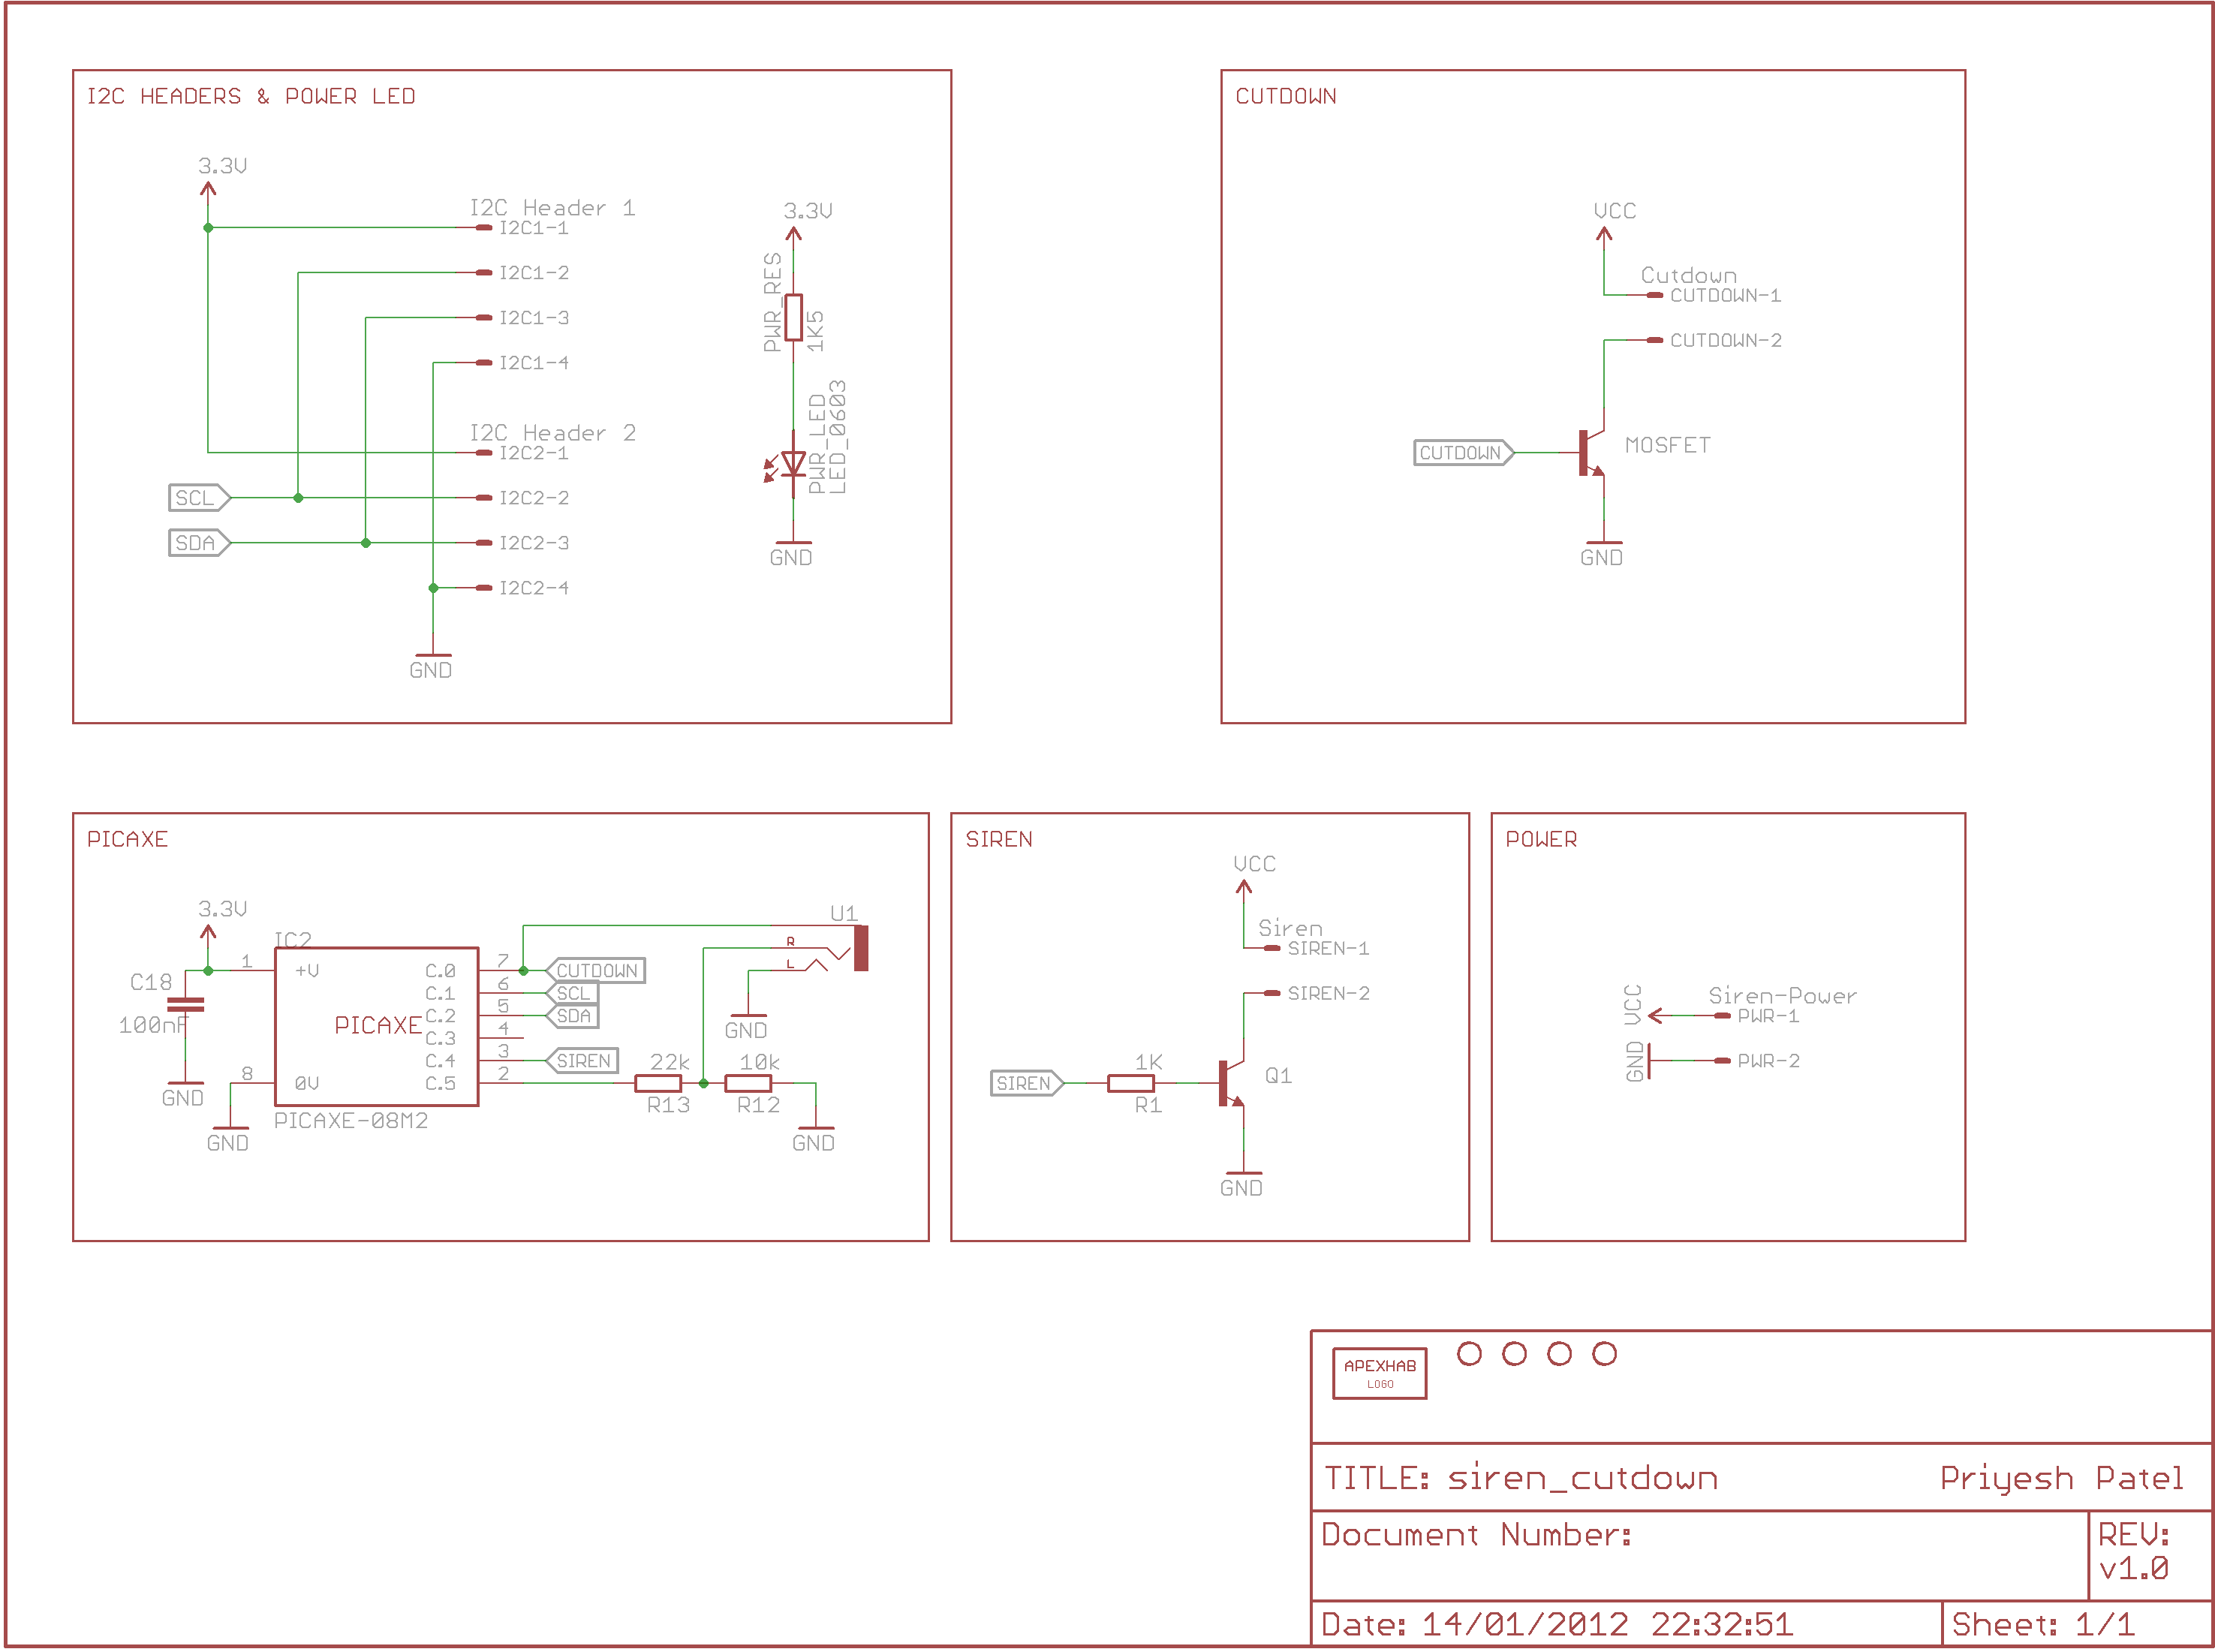 I2C HEADERS & POWER LED
3.3V
I2C Header 1
I2C1-1
I2C1-2
I2C1-3
I2C1-4
I2C Header 2
I2C2-1
SCL
I2C2-2
SDA
I2C2-3
I2C2-4
GND
3.3V
PWR_RES
1K5
PWR_LED
LED_0603
GND
CUTDOWN
VCC
Cutdown
CUTDOWN-1
CUTDOWN-2
CUTDOWN
MOSFET
GND
PICAXE
3.3V
IC2
C18
100nF
GND
1
+V
8
0V
GND
PICAXE
PICAXE-08M2
C.0
7
CUTDOWN
C.1
6
SCL
C.2
5
SDA
C.3
4
C.4
3
SIREN
C.5
2
U1
R
L
GND
22k
R13
10k
R12
GND
SIREN
VCC
Siren
SIREN-1
SIREN-2
SIREN
1K
R1
Q1
GND
POWER
VCC
Siren-Power
PWR-1
GND
PWR-2
APEXHAB
LOGO
TITLE: siren_cutdown
Priyesh Patel
Document Number:
REV:
v1.0
Date: 14/01/2012 22:32:51
Sheet: 1/1